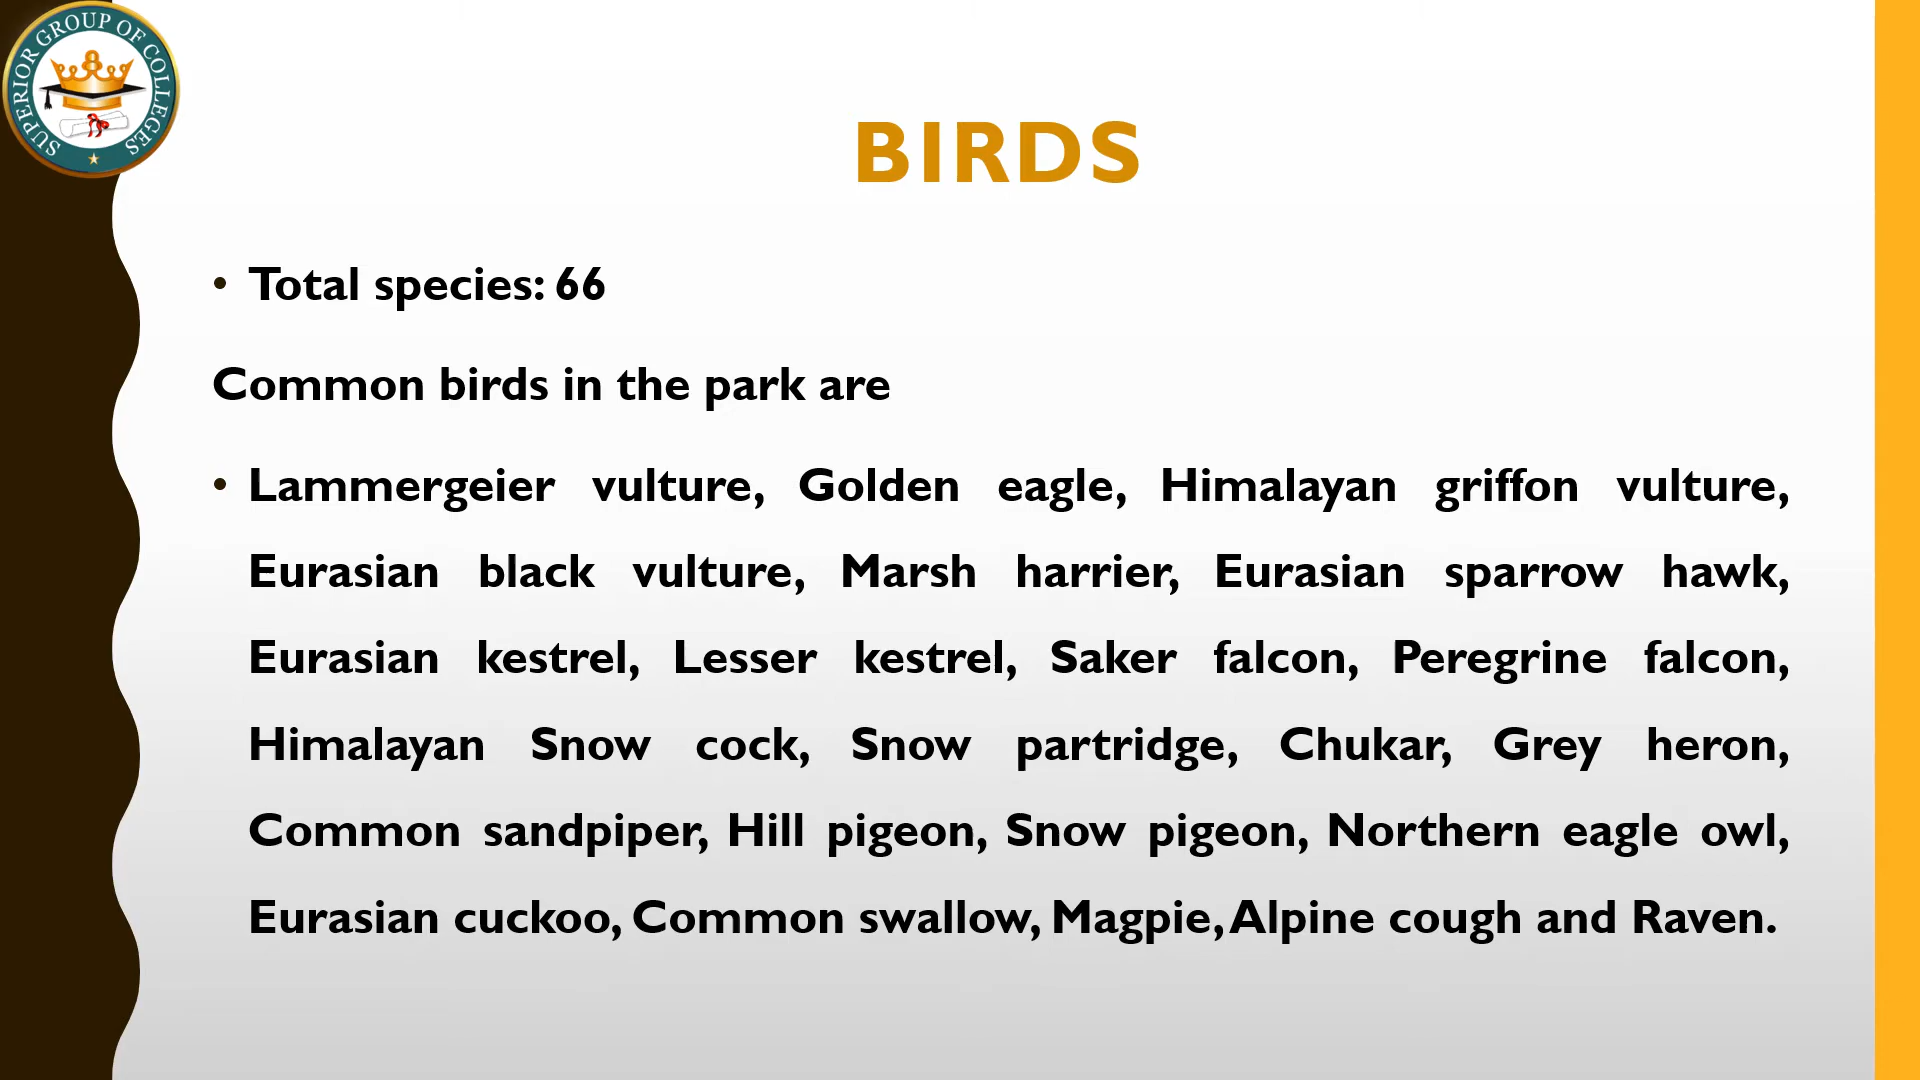 SUPERIOR GROUP OF COLLEGES
BIRDS
• Total species: 66
Common birds in the park are
• Lammergeier vulture, Golden eagle, Himalayan griffon vulture,
Eurasian black vulture, Marsh harrier, Eurasian sparrow hawk,
Eurasian kestrel, Lesser kestrel, Saker falcon, Peregrine falcon,
Himalayan Snow cock, Snow partridge, Chukar, Grey heron,
Common sandpiper, Hill pigeon, Snow pigeon, Northern eagle owl,
Eurasian cuckoo, Common swallow, Magpie, Alpine cough and Raven.